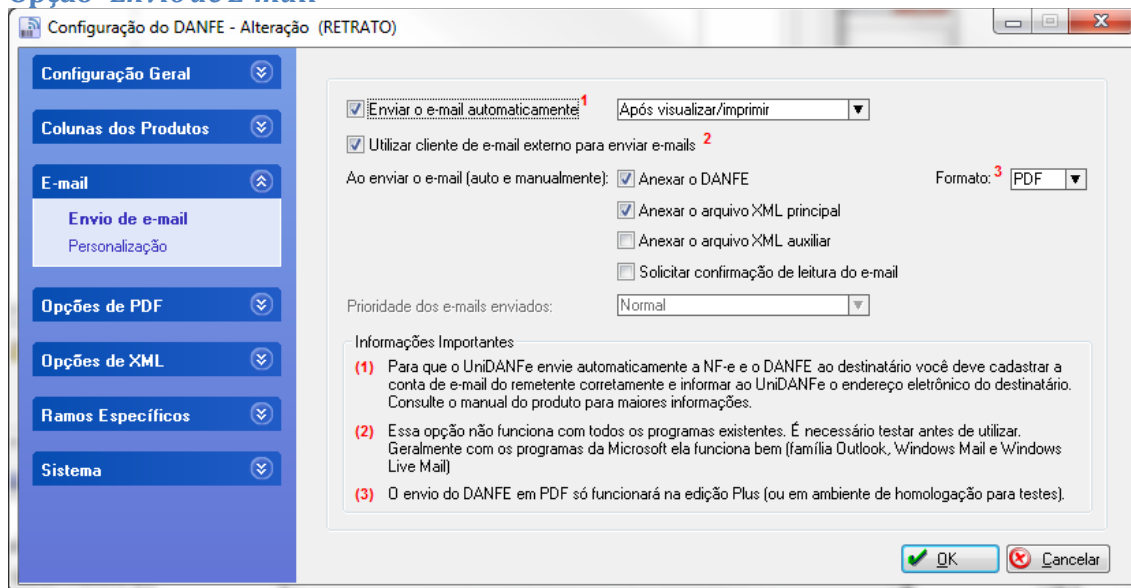 Opção "Envio de E-mail"
Configuração do DANFE - Alteração (RETRATO)
Configuração Geral
Colunas dos Produtos
E-mail
Envio de e-mail
Personalização
Opções de PDF
Opções de XML
Ramos Específicos
Sistema
Enviar o e-mail automaticamente 1 Após visualizar/imprimir
Utilizar cliente de e-mail externo para enviar e-mails 2
Ao enviar o e-mail (auto e manualmente): Anexar o DANFE Formato: 3 PDF
Anexar o arquivo XML principal
Anexar o arquivo XML auxiliar
Solicitar confirmação de leitura do e-mail
Prioridade dos e-mails enviados: Normal
Informações Importantes
(1) Para que o UniDANFe envie automaticamente a NF-e e o DANFE ao destinatário você deve cadastrar a
conta de e-mail do remetente corretamente e informar ao UniDANFe o endereço eletrônico do destinatário.
Consulte o manual do produto para maiores informações.
(2) Essa opção não funciona com todos os programas existentes. É necessário testar antes de utilizar.
Geralmente com os programas da Microsoft ela funciona bem (família Outlook, Windows Mail e Windows
Live Mail)
(3) O envio do DANFE em PDF só funcionará na edição Plus (ou em ambiente de homologação para testes).
OK Cancelar